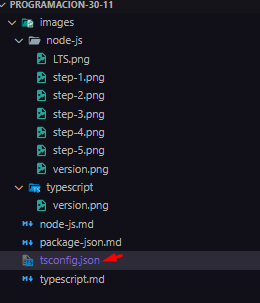 PROGRAMACION-30-11
images
node-js
LTS.png
step-1.png
step-2.png
step-3.png
step-4.png
step-5.png
version.png
typescript
version.png
node-js.md
package-json.md
tsconfig.json
typescript.md